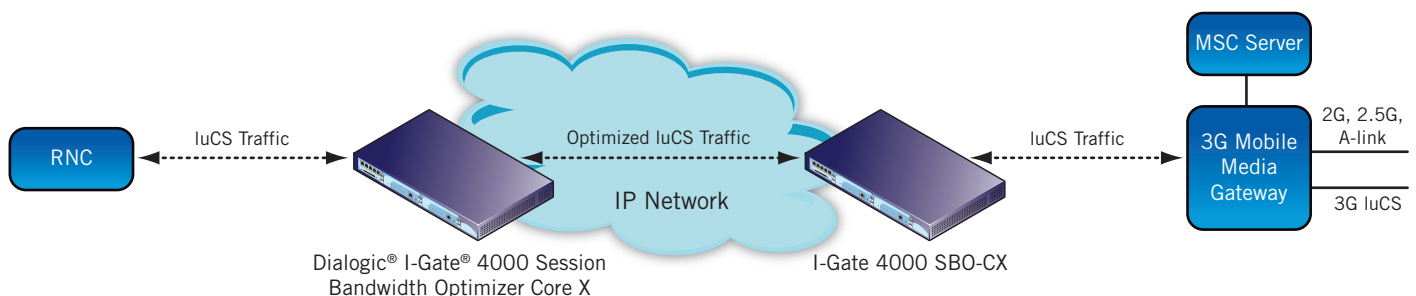 MSC Server
RNC
IuCS Traffic
Optimized IuCS Traffic
IuCS Traffic
3G Mobile
Media
Gateway
2G, 2.5G,
A-link
3G IuCS
IP Network
Dialogic® I-Gate® 4000 Session
Bandwidth Optimizer Core X
I-Gate 4000 SBO-CX